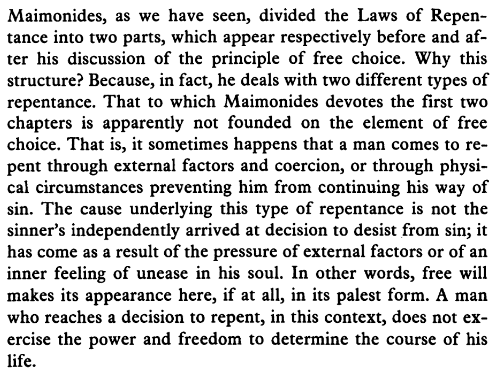 Maimonides, as we have seen, divided the Laws of Repen-
tance into two parts, which appear respectively before and af-
ter his discussion of the principle of free choice. Why this
structure? Because, in fact, he deals with two different types of
repentance. That to which Maimonides devotes the first two
chapters is apparently not founded on the element of free
choice. That is, it sometimes happens that a man comes to re-
pent through external factors and coercion, or through physi-
cal circumstances preventing him from continuing his way of
sin. The cause underlying this type of repentance is not the
sinner's independently arrived at decision to desist from sin; it
has come as a result of the pressure of external factors or of an
inner feeling of unease in his soul. In other words, free will
makes its appearance here, if at all, in its palest form. A man
who reaches a decision to repent, in this context, does not ex-
ercise the power and freedom to determine the course of his
life.